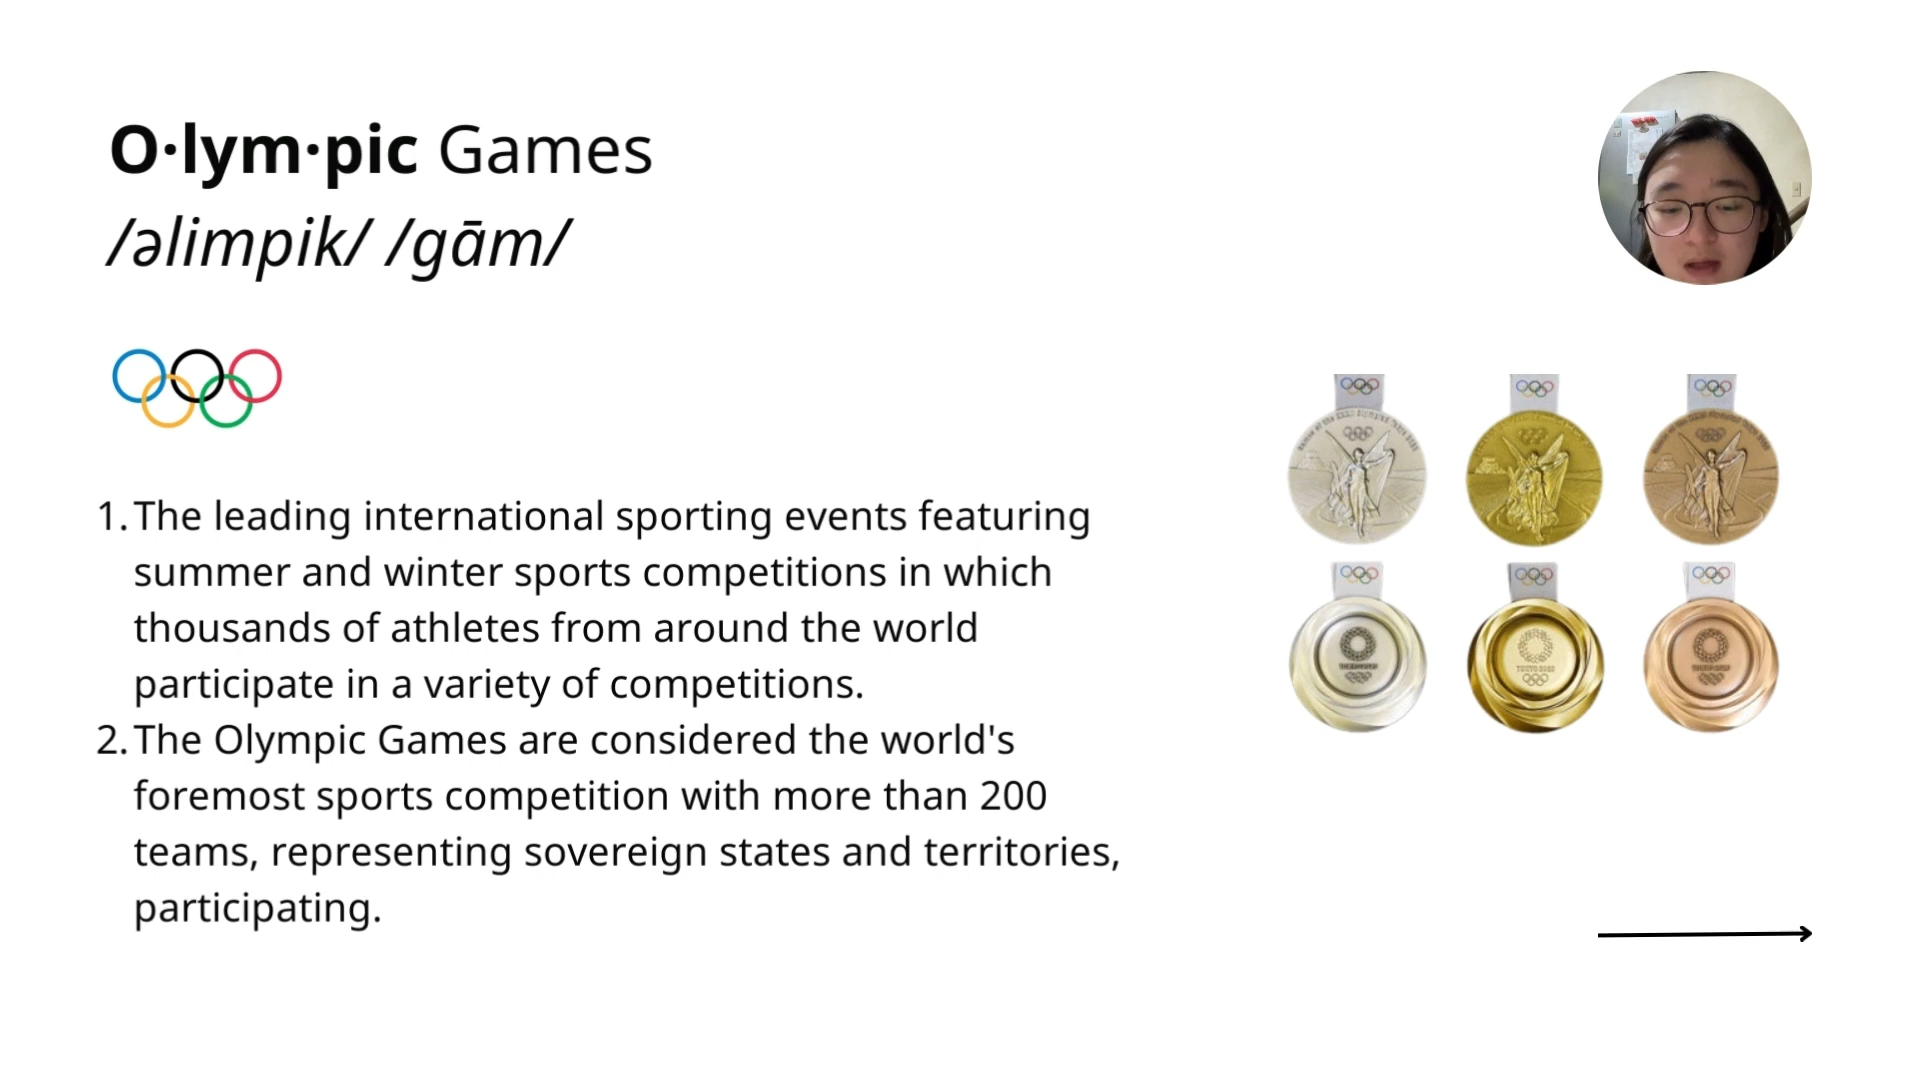 O·lym·pic Games
/əlimpik/ /gām/
1. The leading international sporting events featuring
summer and winter sports competitions in which
thousands of athletes from around the world
participate in a variety of competitions.
2. The Olympic Games are considered the world's
foremost sports competition with more than 200
teams, representing sovereign states and territories,
participating.
TOKYO 2020